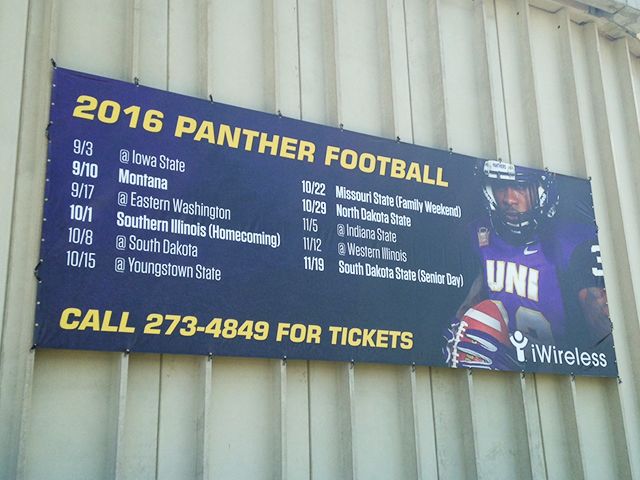 2016 PANTHER FOOTBALL
9/3 @ Iowa State
9/10 Montana
9/17 @ Eastern Washington
10/1 Southern Illinois (Homecoming)
10/8 @ South Dakota
10/15 @ Youngstown State
10/22 Missouri State (Family Weekend)
10/29 North Dakota State
11/5 @ Indiana State
11/12 @ Western Illinois
11/19 South Dakota State (Senior Day)
CALL 273-4849 FOR TICKETS
PANTHERS
UNI
3
iWireless